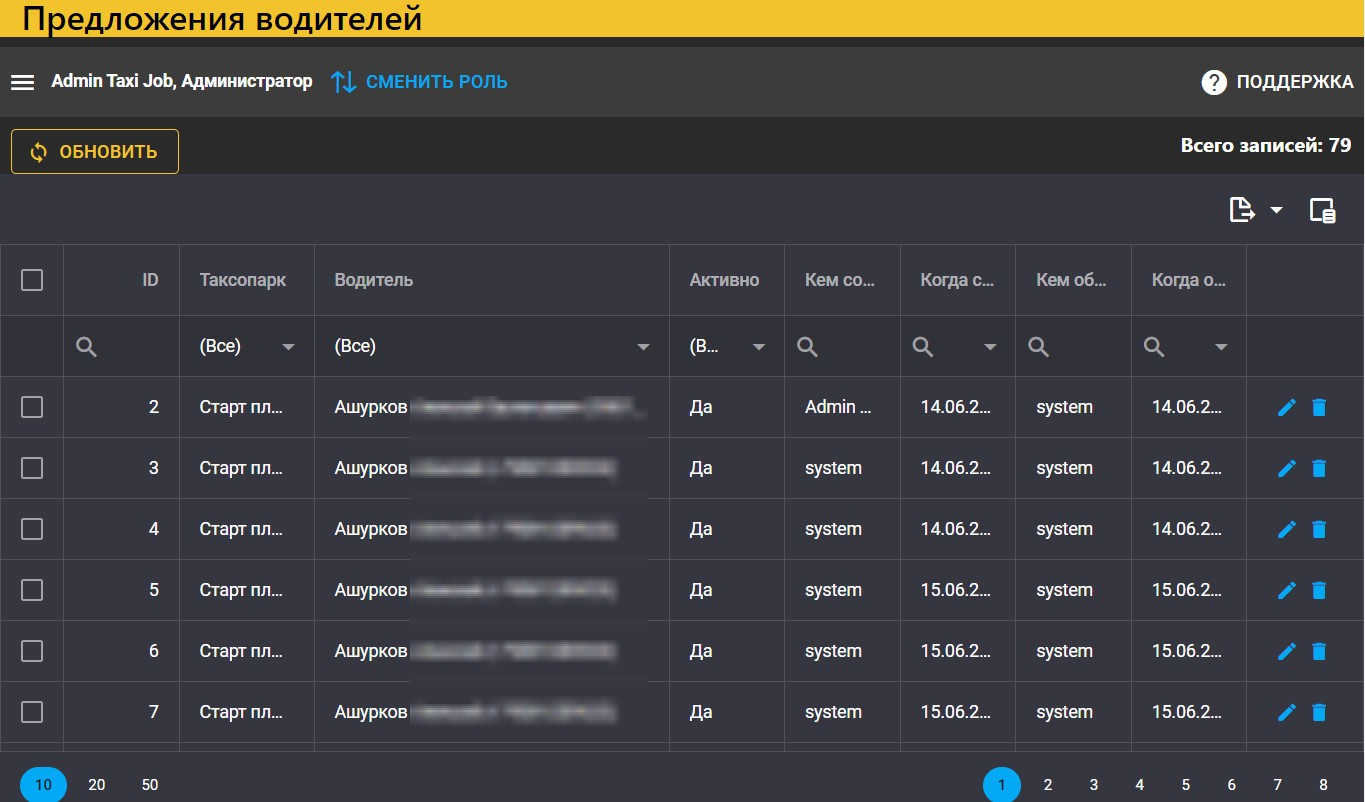 Предложения водителей
Admin Taxi Job, Администратор СМЕНИТЬ РОЛЬ ? ПОДДЕРЖКА
ОБНОВИТЬ Всего записей: 79
ID Таксопарк Водитель Активно Кем со... Когда с... Кем об... Когда о...
(Все) (Все) (В...
2 Старт пл... Ашурков Да Admin ... 14.06.2... system 14.06.2...
3 Старт пл... Ашурков Да system 14.06.2... system 14.06.2...
4 Старт пл... Ашурков Да system 14.06.2... system 14.06.2...
5 Старт пл... Ашурков Да system 15.06.2... system 15.06.2...
6 Старт пл... Ашурков Да system 15.06.2... system 15.06.2...
7 Старт пл... Ашурков Да system 15.06.2... system 15.06.2...
10 20 50 1 2 3 4 5 6 7 8